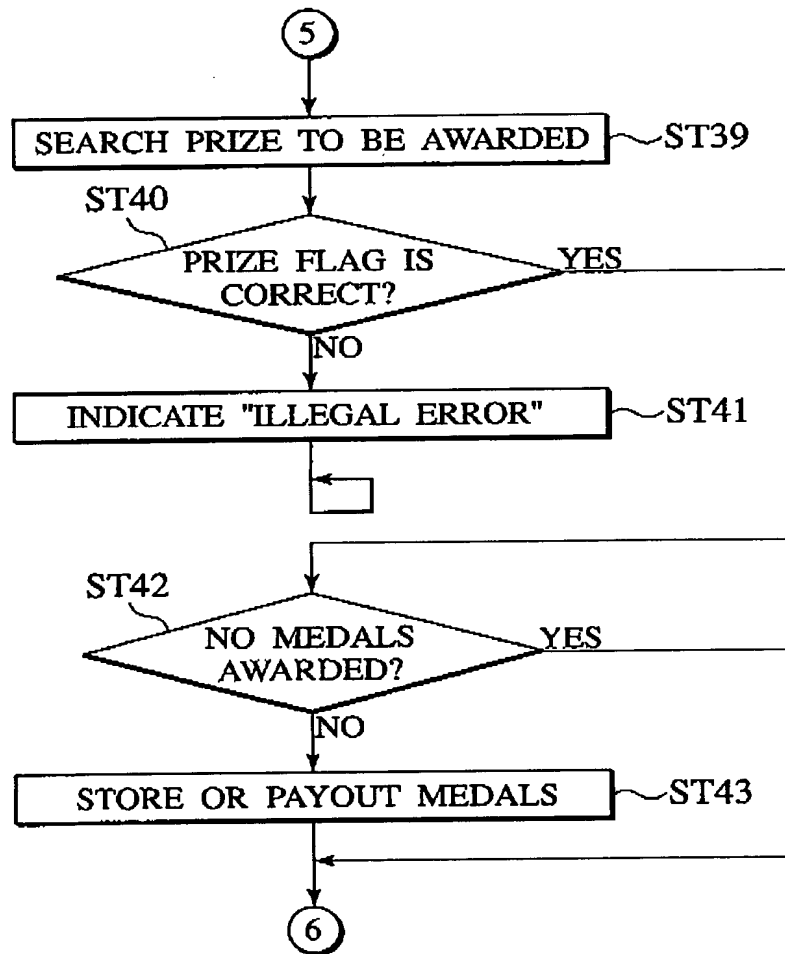 5
SEARCH PRIZE TO BE AWARDED
ST39
ST40
PRIZE FLAG IS
CORRECT?
YES
NO
INDICATE "ILLEGAL ERROR"
ST41
ST42
NO MEDALS
AWARDED?
YES
NO
STORE OR PAYOUT MEDALS
ST43
6